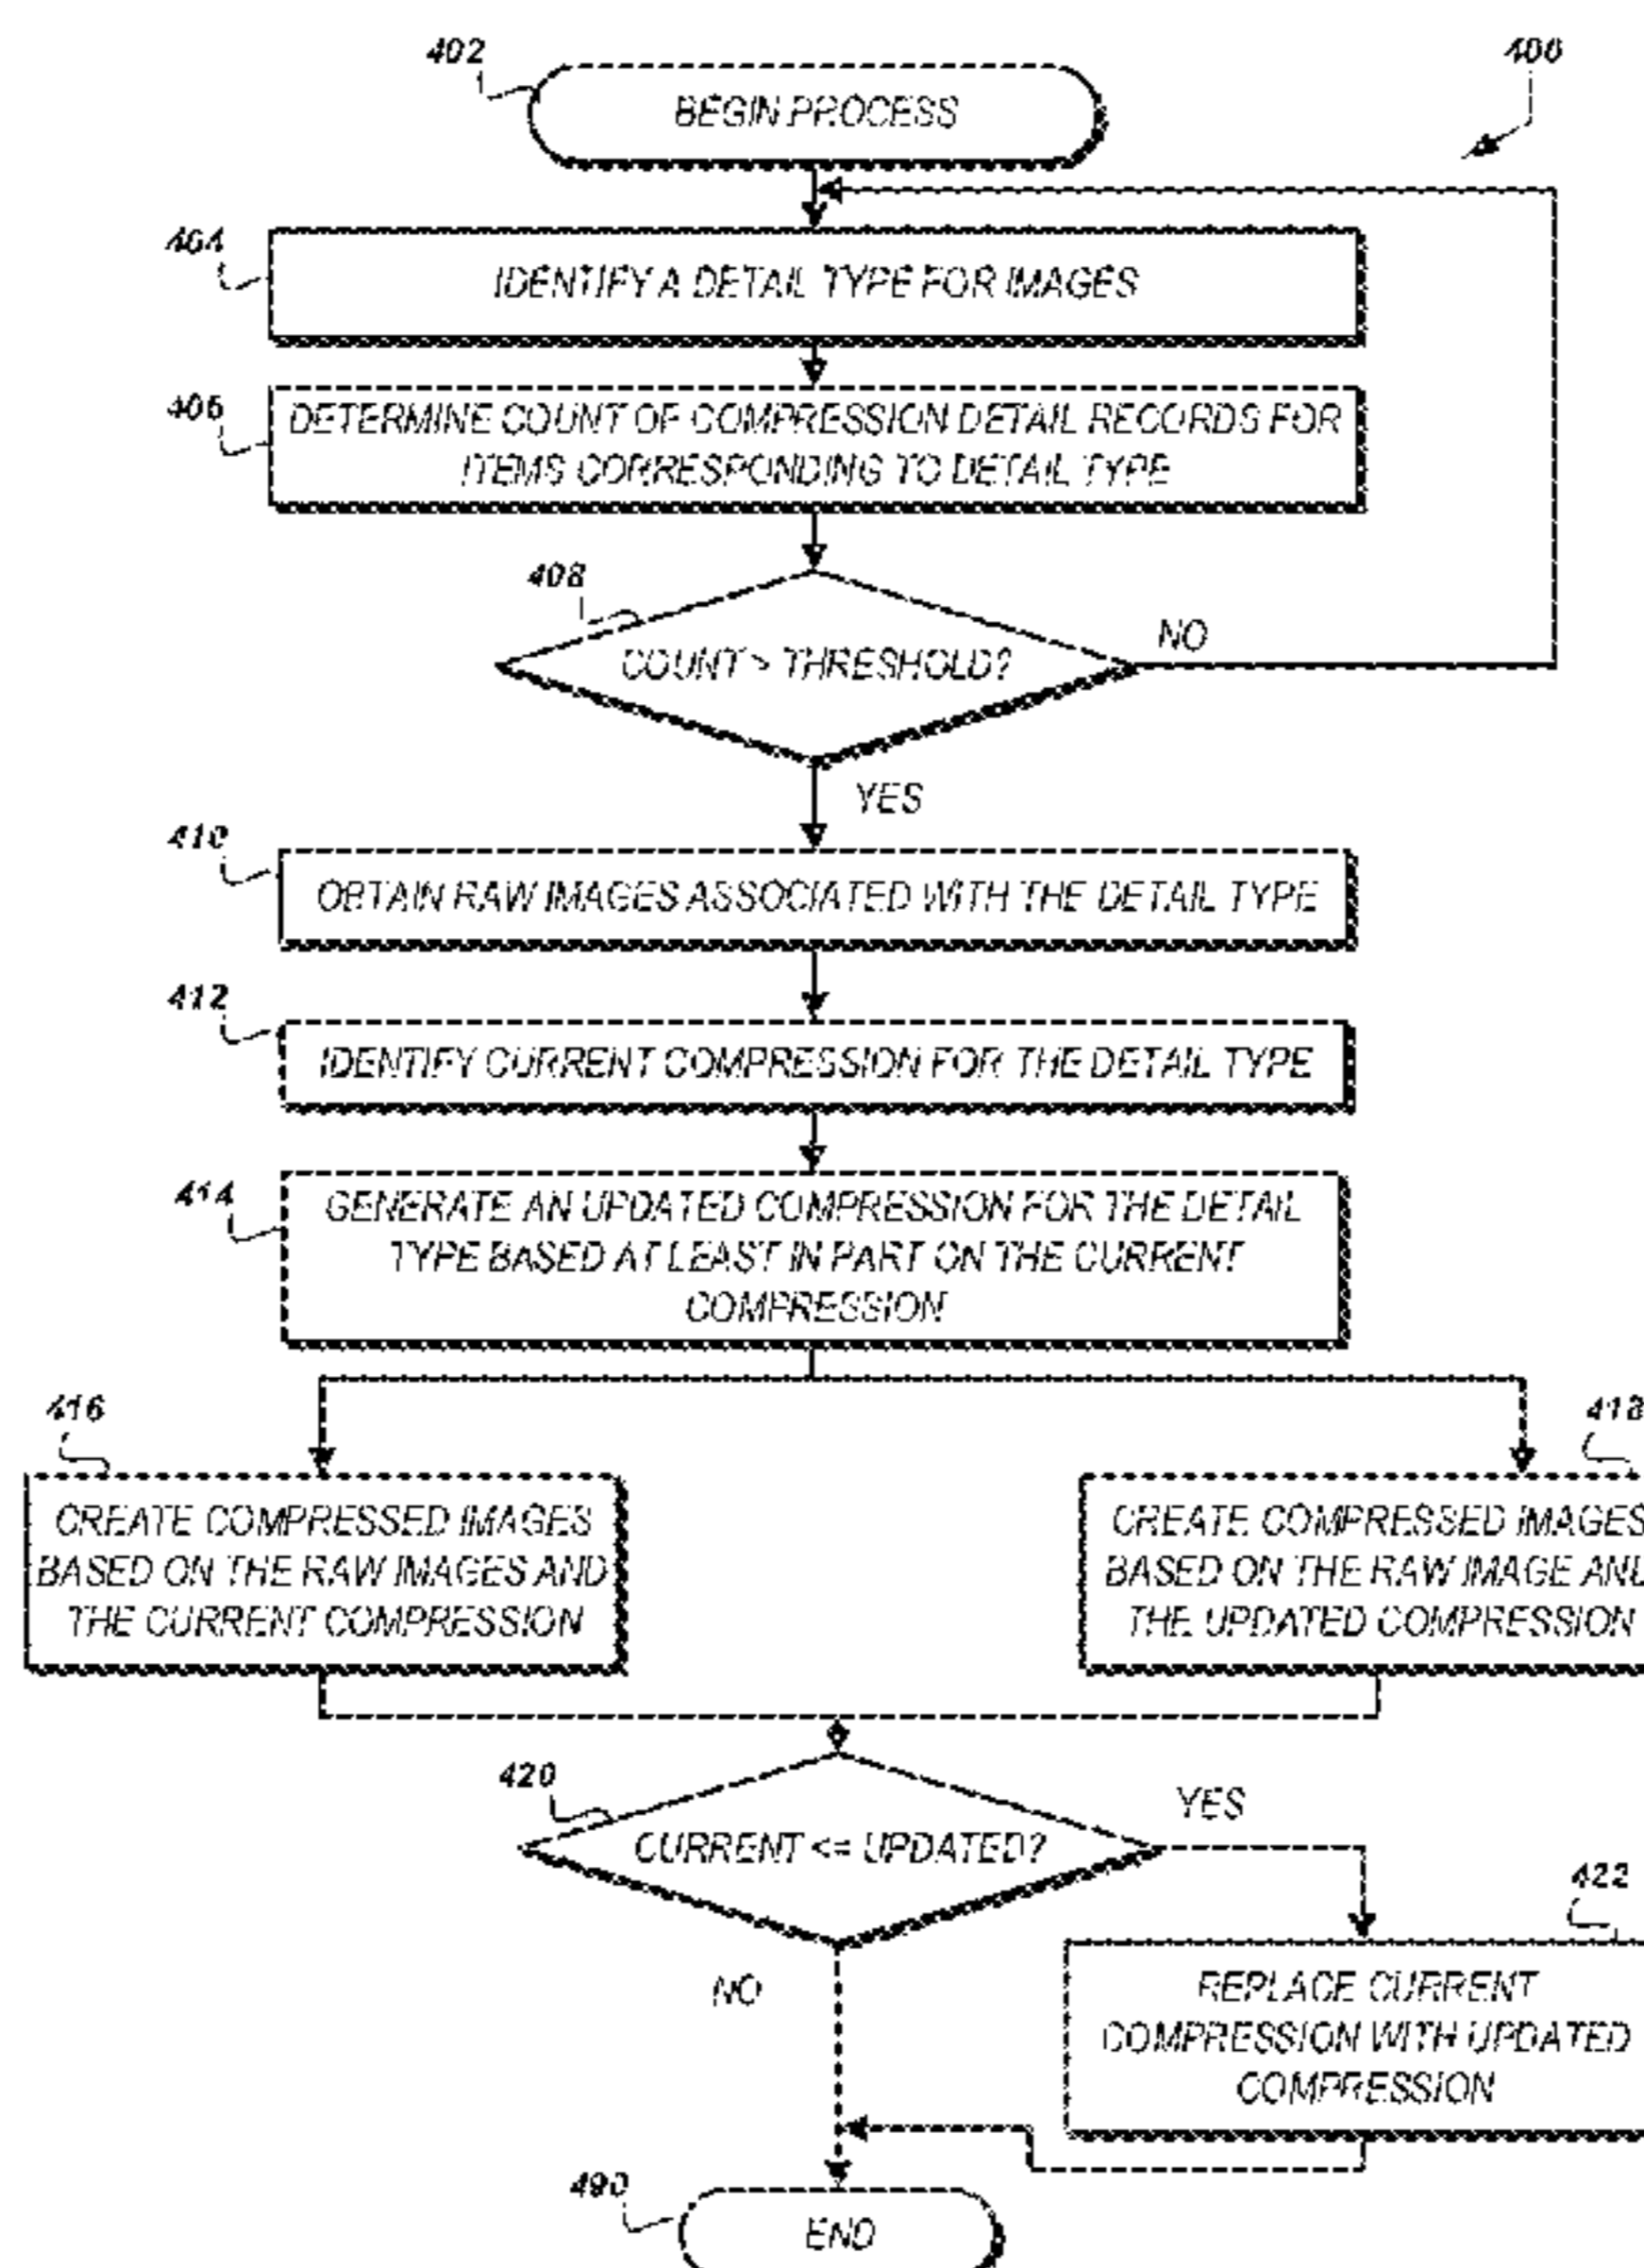 402
400
BEGIN PROCESS
404
IDENTIFY A DETAIL TYPE FOR IMAGES
406
DETERMINE COUNT OF COMPRESSION DETAIL RECORDS FOR
ITEMS CORRESPONDING TO DETAIL TYPE
408
NO
COUNT > THRESHOLD?
YES
410
OBTAIN RAW IMAGES ASSOCIATED WITH THE DETAIL TYPE
412
IDENTIFY CURRENT COMPRESSION FOR THE DETAIL TYPE
414
GENERATE AN UPDATED COMPRESSION FOR THE DETAIL
TYPE BASED AT LEAST IN PART ON THE CURRENT
COMPRESSION
416
CREATE COMPRESSED IMAGES
BASED ON THE RAW IMAGES AND
THE CURRENT COMPRESSION
418
CREATE COMPRESSED IMAGES
BASED ON THE RAW IMAGE AND
THE UPDATED COMPRESSION
420
YES
CURRENT <= UPDATED?
422
NO
REPLACE CURRENT
COMPRESSION WITH UPDATED
COMPRESSION
490
END